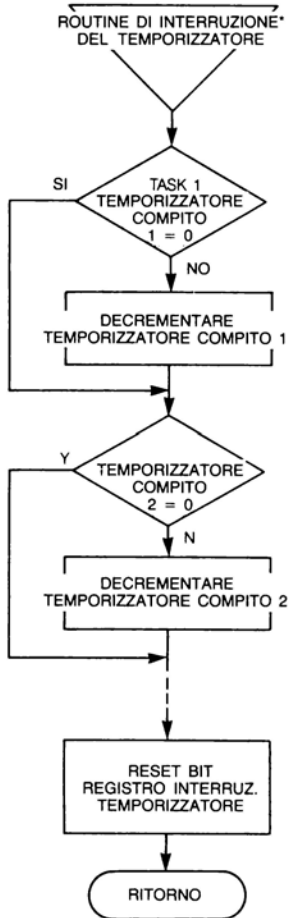 ROUTINE DI INTERRUZIONE*
DEL TEMPORIZZATORE
SI
TASK 1
TEMPORIZZATORE
COMPITO
1 = 0
NO
DECREMENTARE
TEMPORIZZATORE COMPITO 1
Y
TEMPORIZZATORE
COMPITO
2 = 0
N
DECREMENTARE
TEMPORIZZATORE COMPITO 2
RESET BIT
REGISTRO INTERRUZ.
TEMPORIZZATORE
RITORNO